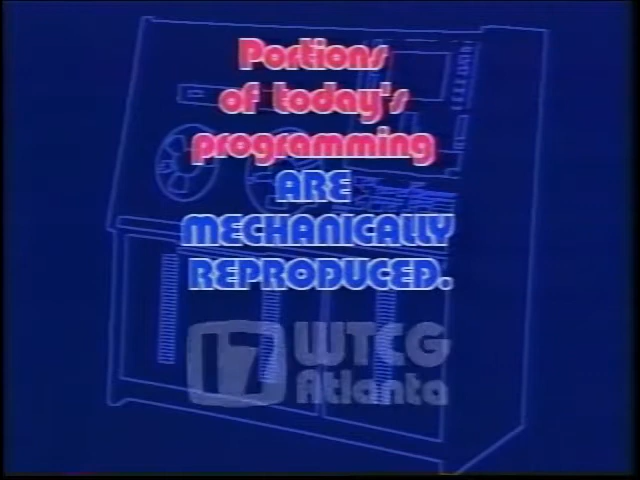 Portions
of today's
programming
ARE
MECHANICALLY
REPRODUCED.
17 WTCG
Atlanta